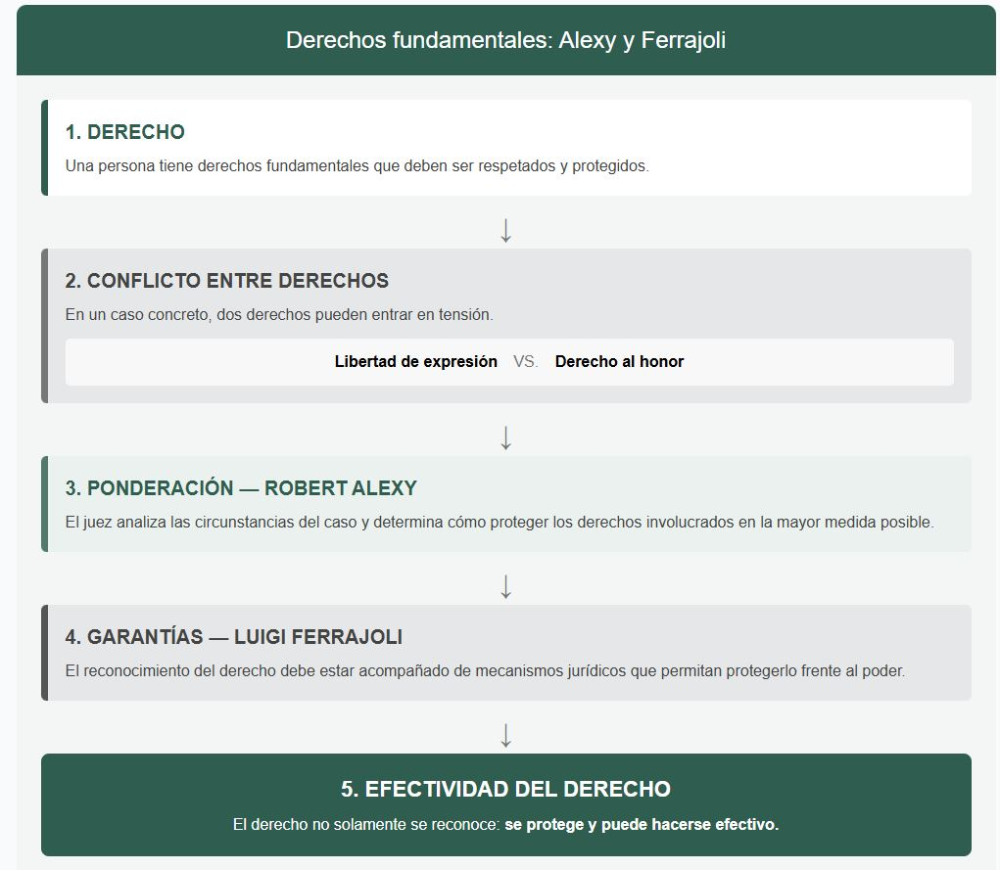 Derechos fundamentales: Alexy y Ferrajoli
1. DERECHO
Una persona tiene derechos fundamentales que deben ser respetados y protegidos.
↓
2. CONFLICTO ENTRE DERECHOS
En un caso concreto, dos derechos pueden entrar en tensión.
Libertad de expresión VS. Derecho al honor
↓
3. PONDERACIÓN — ROBERT ALEXY
El juez analiza las circunstancias del caso y determina cómo proteger los derechos involucrados en la mayor medida posible.
↓
4. GARANTÍAS — LUIGI FERRAJOLI
El reconocimiento del derecho debe estar acompañado de mecanismos jurídicos que permitan protegerlo frente al poder.
↓
5. EFECTIVIDAD DEL DERECHO
El derecho no solamente se reconoce: se protege y puede hacerse efectivo.